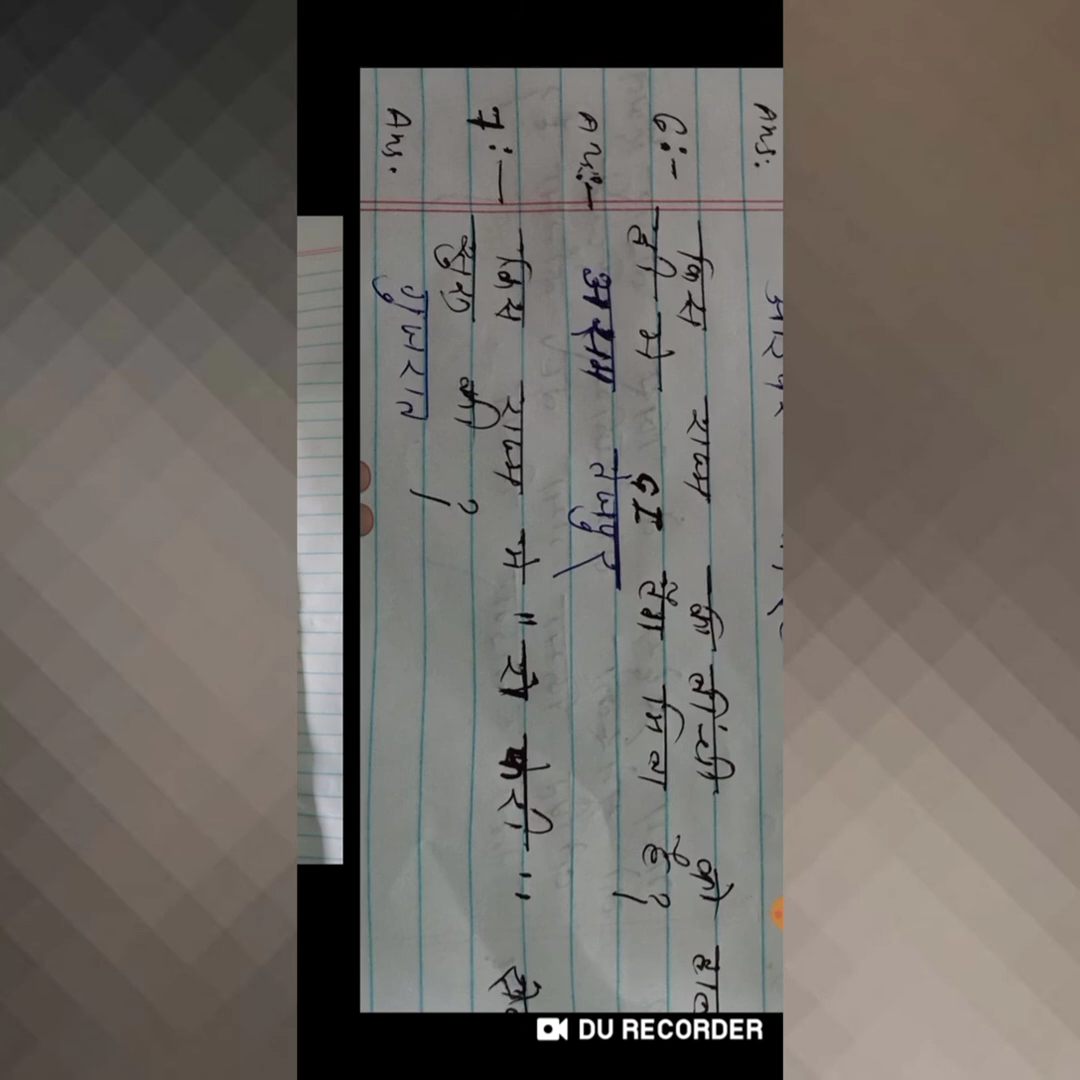 Ans:
6:- किस राज्य कि लींची को हाल
ही मे GI टैग मिला है?
Ans:- असम तेजपुर
7:- किस राज्य मे "रो फेरी"
शुरु की ?
Ans. गुजरात
DU RECORDER